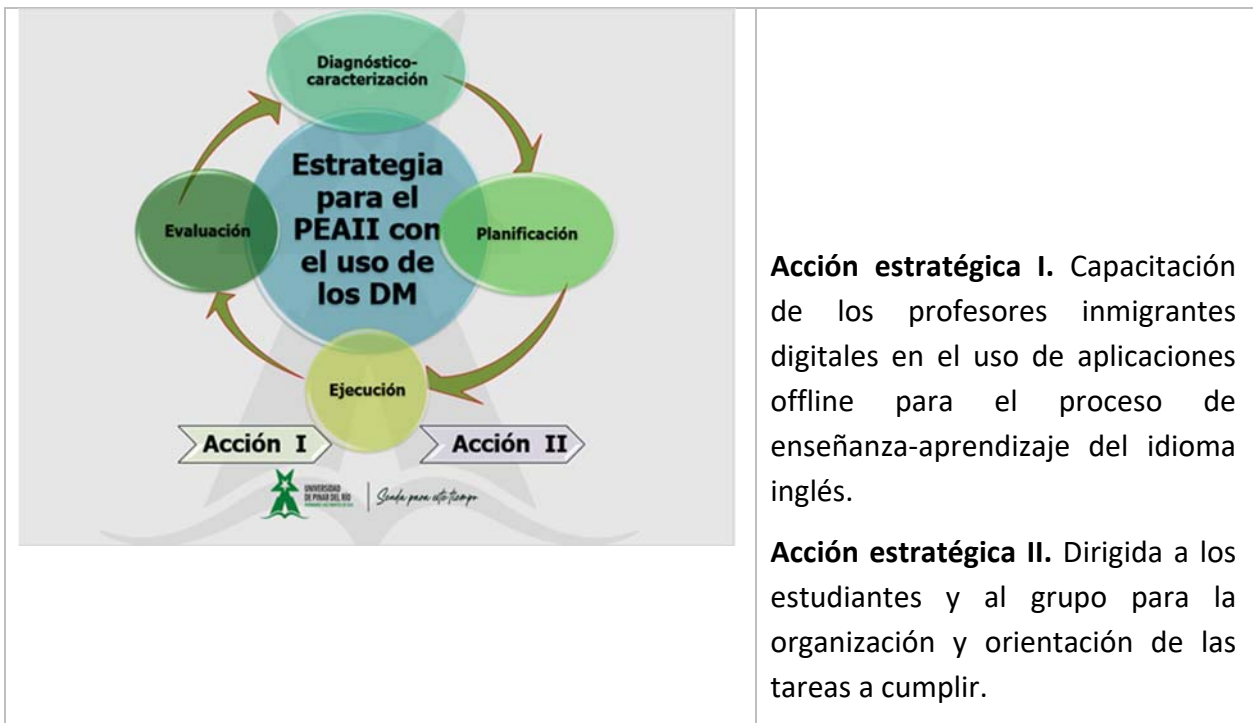 Diagnóstico-
caracterización
Estrategia
para el
PEAII con
el uso de
los DM
Evaluación
Planificación
Ejecución
Acción I
Acción II
UNIVERSIDAD
DE PINAR DEL RÍO
Acción estratégica I. Capacitación
de los profesores inmigrantes
digitales en el uso de aplicaciones
offline para el proceso de
enseñanza-aprendizaje del idioma
inglés.
Acción estratégica II. Dirigida a los
estudiantes y al grupo para la
organización y orientación de las
tareas a cumplir.